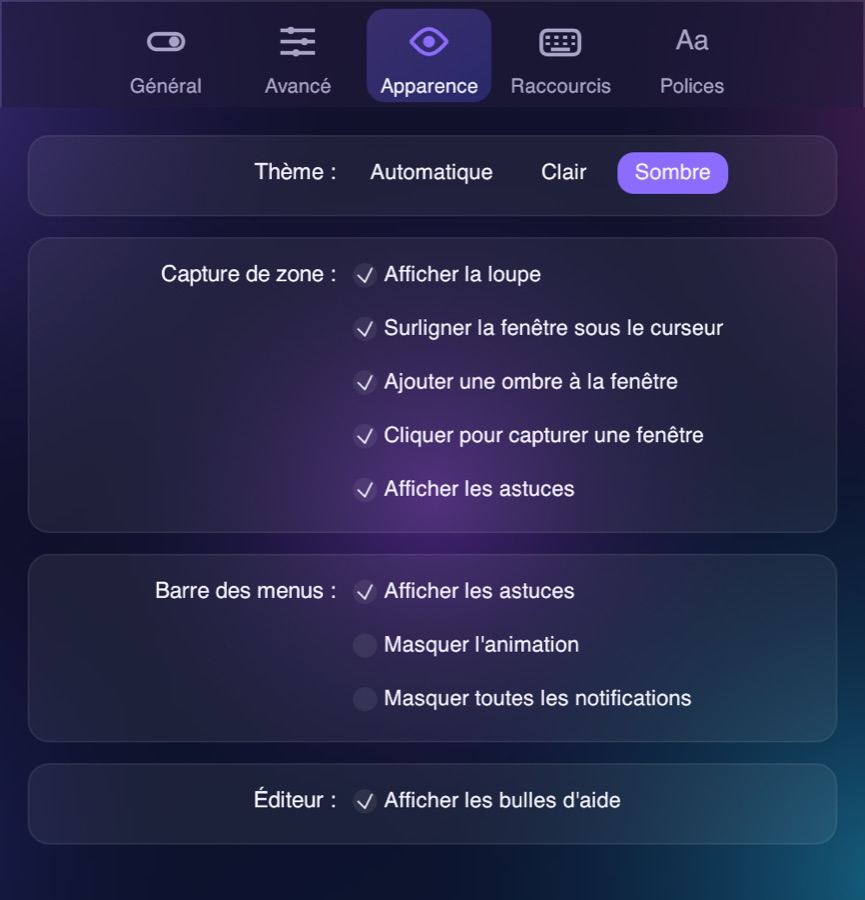 Aa
Général Avancé Apparence Raccourcis Polices
Thème : Automatique Clair Sombre
Capture de zone : Afficher la loupe
Surligner la fenêtre sous le curseur
Ajouter une ombre à la fenêtre
Cliquer pour capturer une fenêtre
Afficher les astuces
Barre des menus : Afficher les astuces
Masquer l'animation
Masquer toutes les notifications
Éditeur : Afficher les bulles d'aide